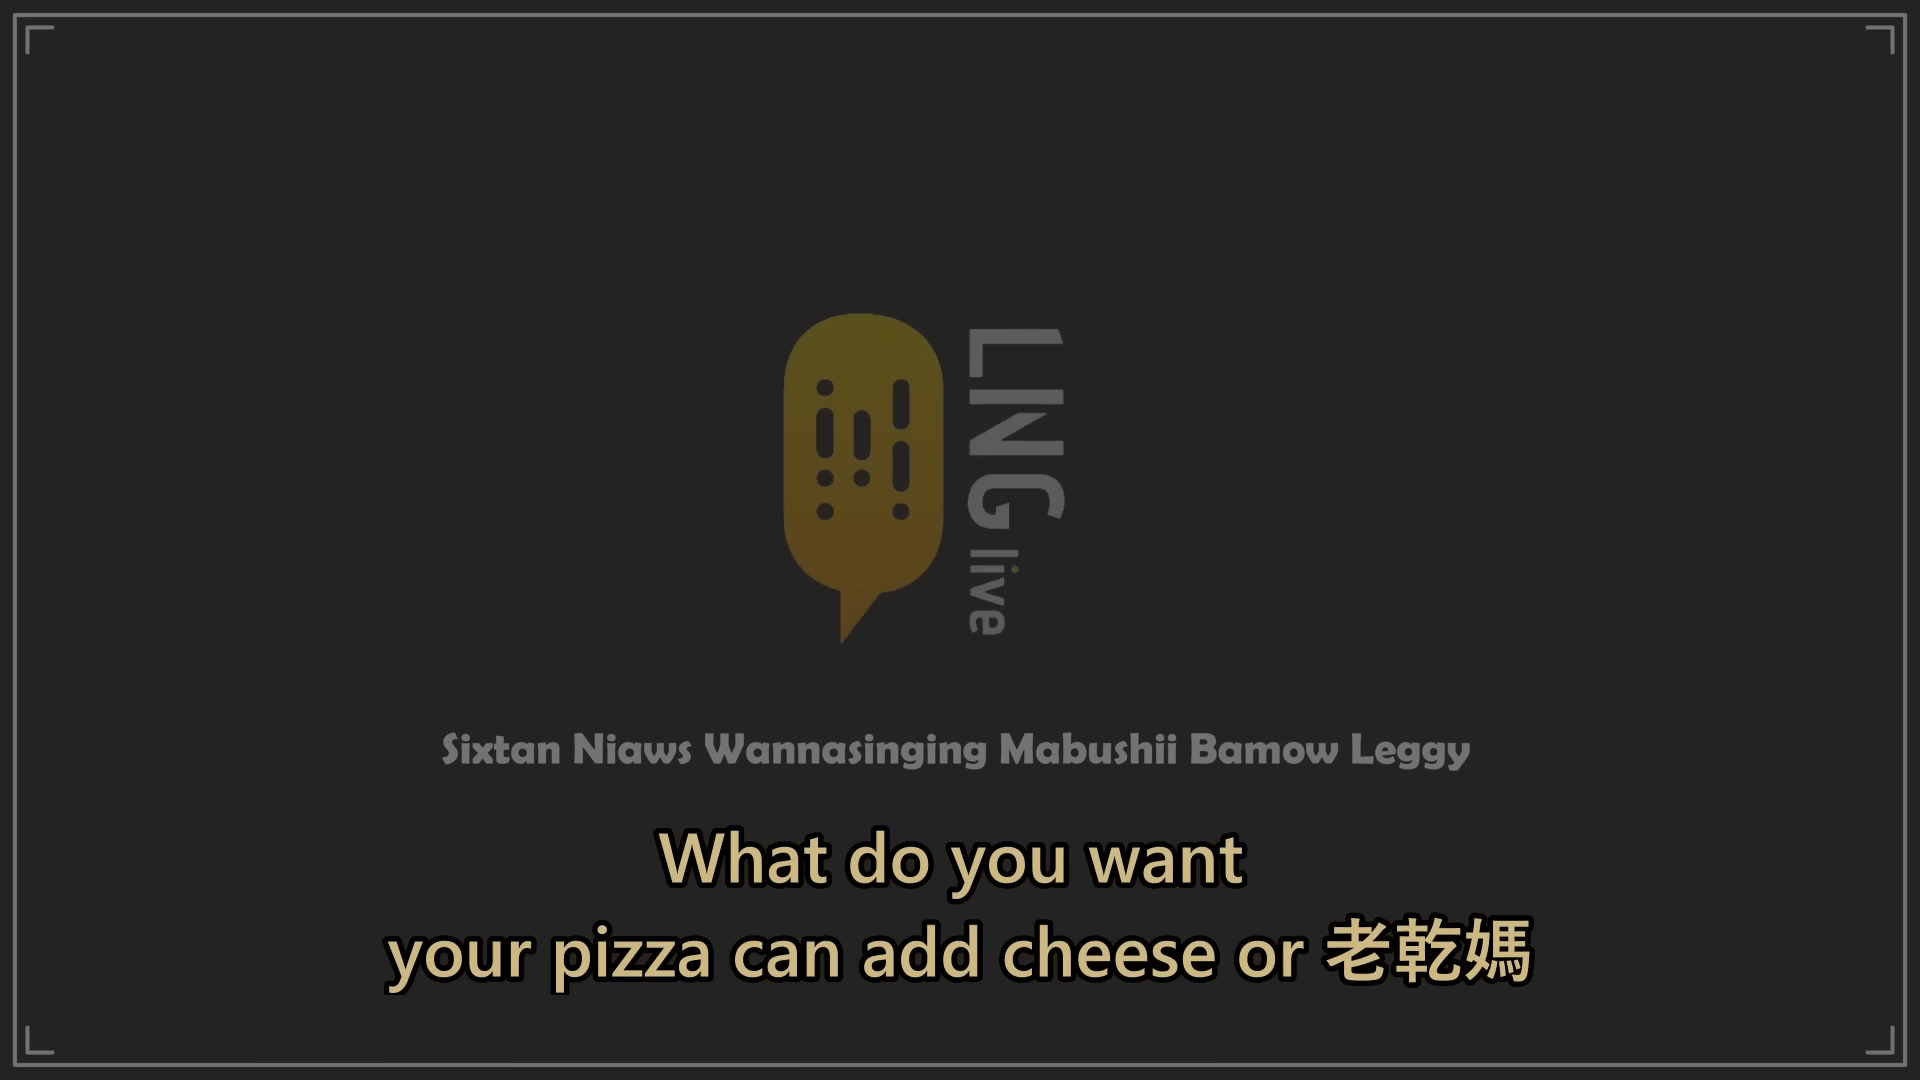 LING live
Sixtan Niaws Wannasinging Mabushii Bamow Leggy
What do you want
your pizza can add cheese or 老乾媽